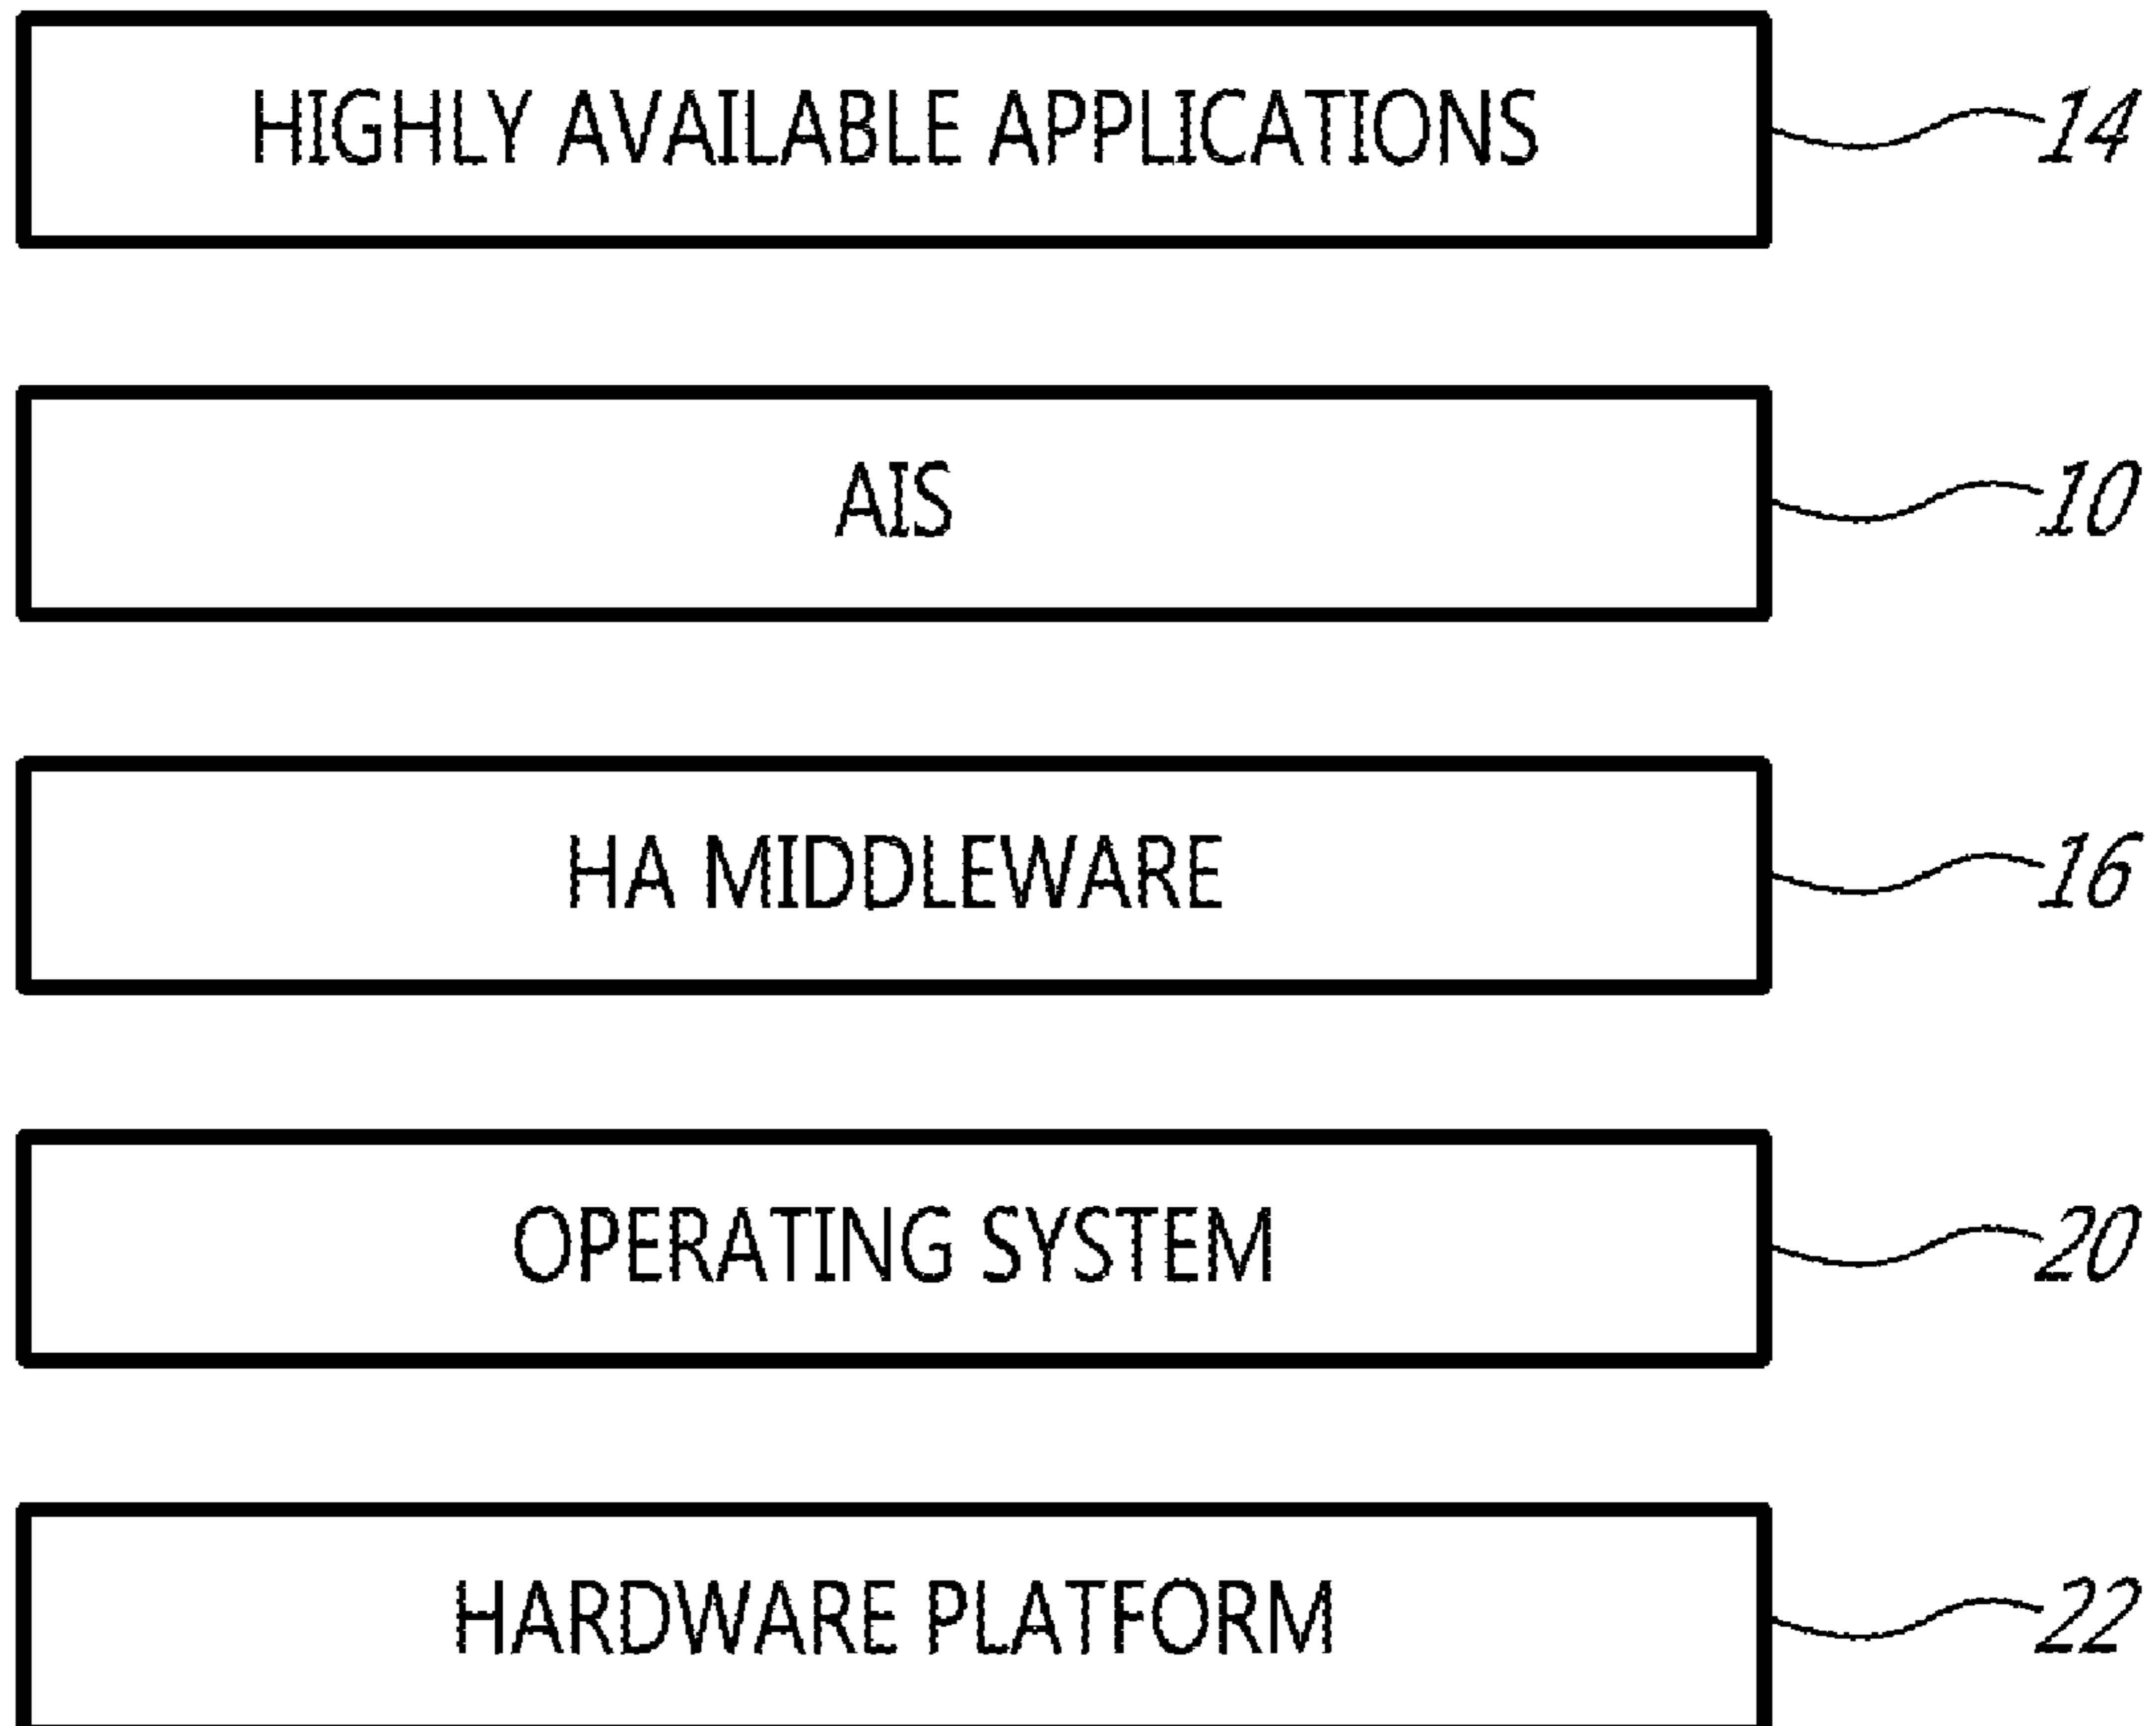 HIGHLY AVAILABLE APPLICATIONS 14
AIS 10
HA MIDDLEWARE 16
OPERATING SYSTEM 20
HARDWARE PLATFORM 22